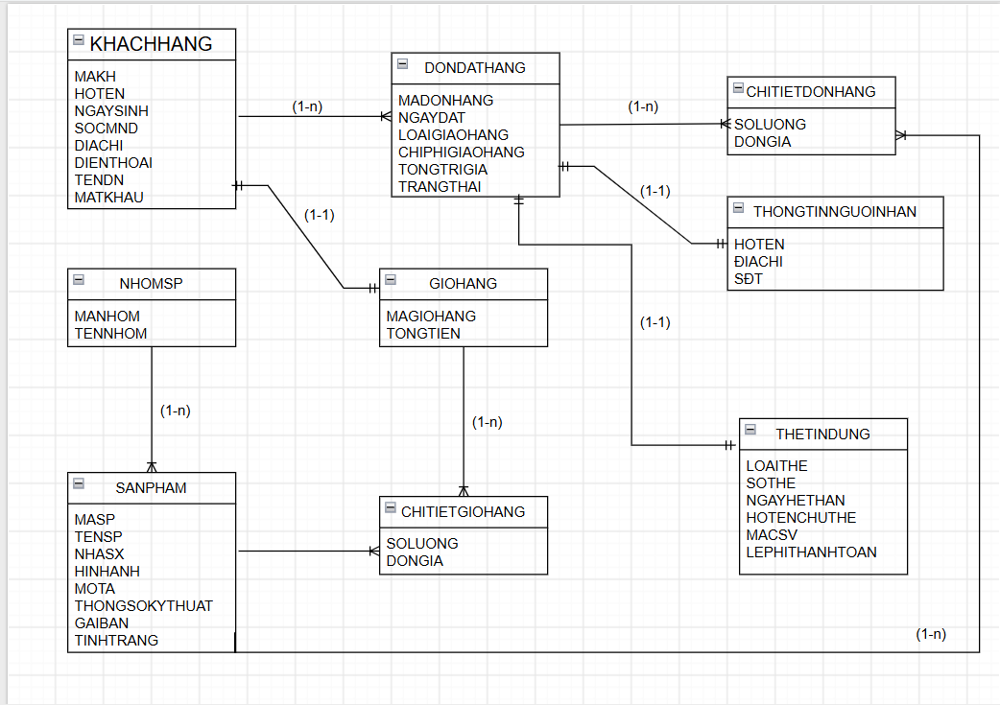 KHACHHANG
MAKH
HOTEN
NGAYSINH
SOCMND
DIACHI
DIENTHOAI
TENDN
MATKHAU
(1-n)
DONDATHANG
MADONHANG
NGAYDAT
LOAIGIAOHANG
CHIPHIGIAOHANG
TONGTRIGIA
TRANGTHAI
(1-n)
CHITIETDONHANG
SOLUONG
DONGIA
(1-1)
(1-1)
THONGTINNGUOINHAN
HOTEN
ĐIACHI
SĐT
NHOMSP
MANHOM
TENNHOM
GIOHANG
MAGIOHANG
TONGTIEN
(1-1)
(1-n)
(1-n)
THETINDUNG
LOAITHE
SOTHE
NGAYHETHAN
HOTENCHUTHE
MACSV
LEPHITHANHTOAN
SANPHAM
MASP
TENSP
NHASX
HINHANH
MOTA
THONGSOKYTHUAT
GAIBAN
TINHTRANG
CHITIETGIOHANG
SOLUONG
DONGIA
(1-n)